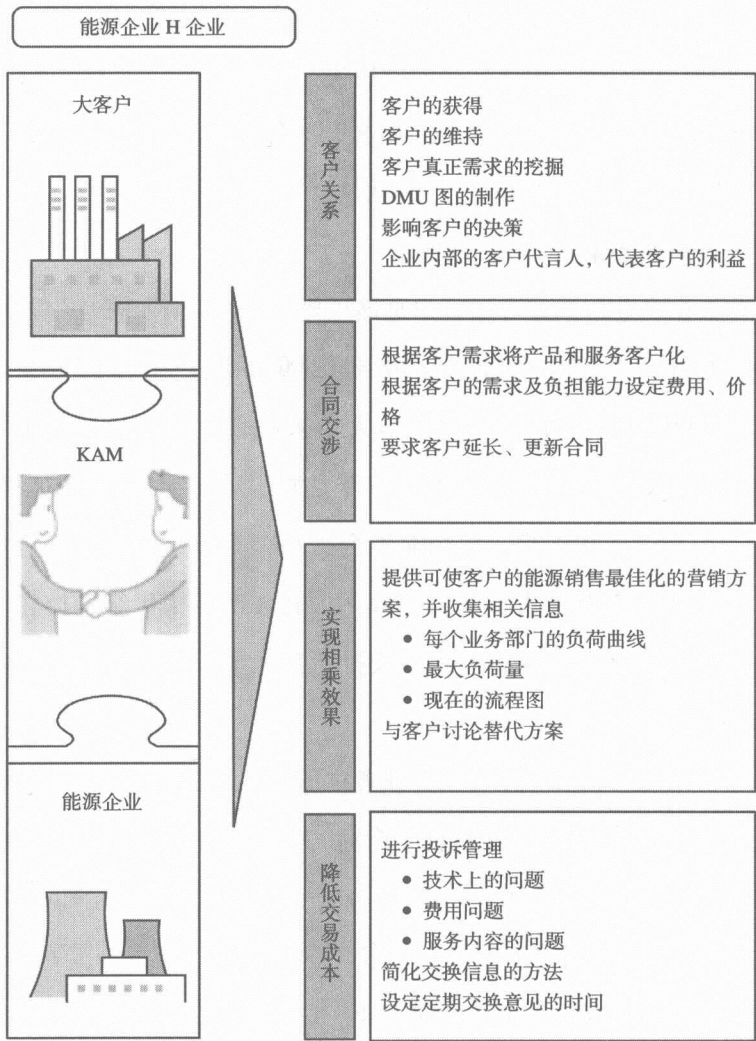 能源企业 H 企业
大客户
KAM
能源企业
客户关系
客户的获得
客户的维持
客户真正需求的挖掘
DMU 图的制作
影响客户的决策
企业内部的客户代言人，代表客户的利益
合同交涉
根据客户需求将产品和服务客户化
根据客户的需求及负担能力设定费用、价
格
要求客户延长、更新合同
实现相乘效果
提供可使客户的能源销售最佳化的营销方
案，并收集相关信息
• 每个业务部门的负荷曲线
• 最大负荷量
• 现在的流程图
与客户讨论替代方案
降低交易成本
进行投诉管理
• 技术上的问题
• 费用问题
• 服务内容的问题
简化交换信息的方法
设定定期交换意见的时间